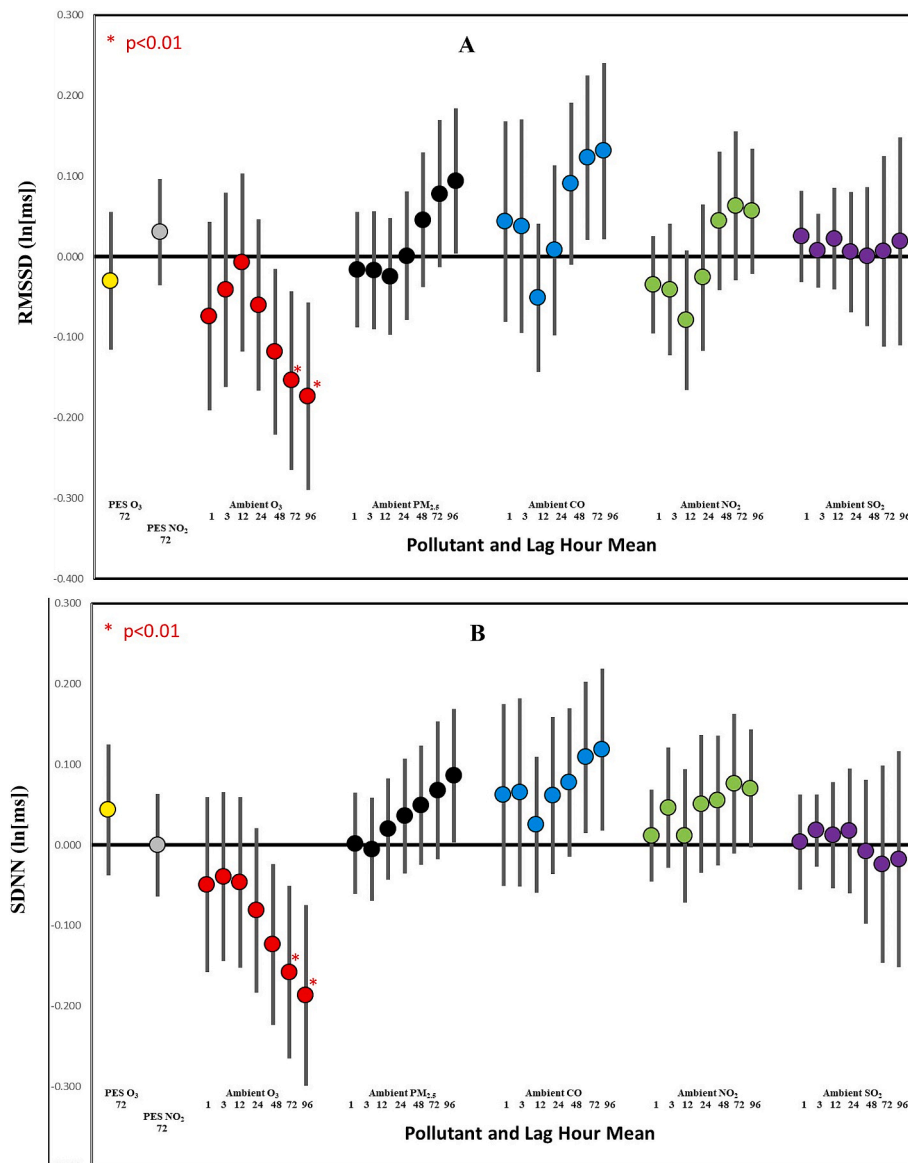 0.300
* p<0.01
A
0.200
0.100
0.000
-0.100
-0.200
-0.300
-0.400
RMSSD (ln[ms])
*
*
PES O₃
72
PES NO₂
72
Ambient O₃
1 3 12 24 48 72 96
Ambient PM₂.₅
1 3 12 24 48 72 96
Ambient CO
1 3 12 24 48 72 96
Ambient NO₂
1 3 12 24 48 72 96
Ambient SO₂
1 3 12 24 48 72 96
Pollutant and Lag Hour Mean
0.300
* p<0.01
B
0.200
0.100
0.000
-0.100
-0.200
-0.300
SDNN (ln[ms])
*
*
PES O₃
72
PES NO₂
72
Ambient O₃
1 3 12 24 48 72 96
Ambient PM₂.₅
1 3 12 24 48 72 96
Ambient CO
1 3 12 24 48 72 96
Ambient NO₂
1 3 12 24 48 72 96
Ambient SO₂
1 3 12 24 48 72 96
Pollutant and Lag Hour Mean